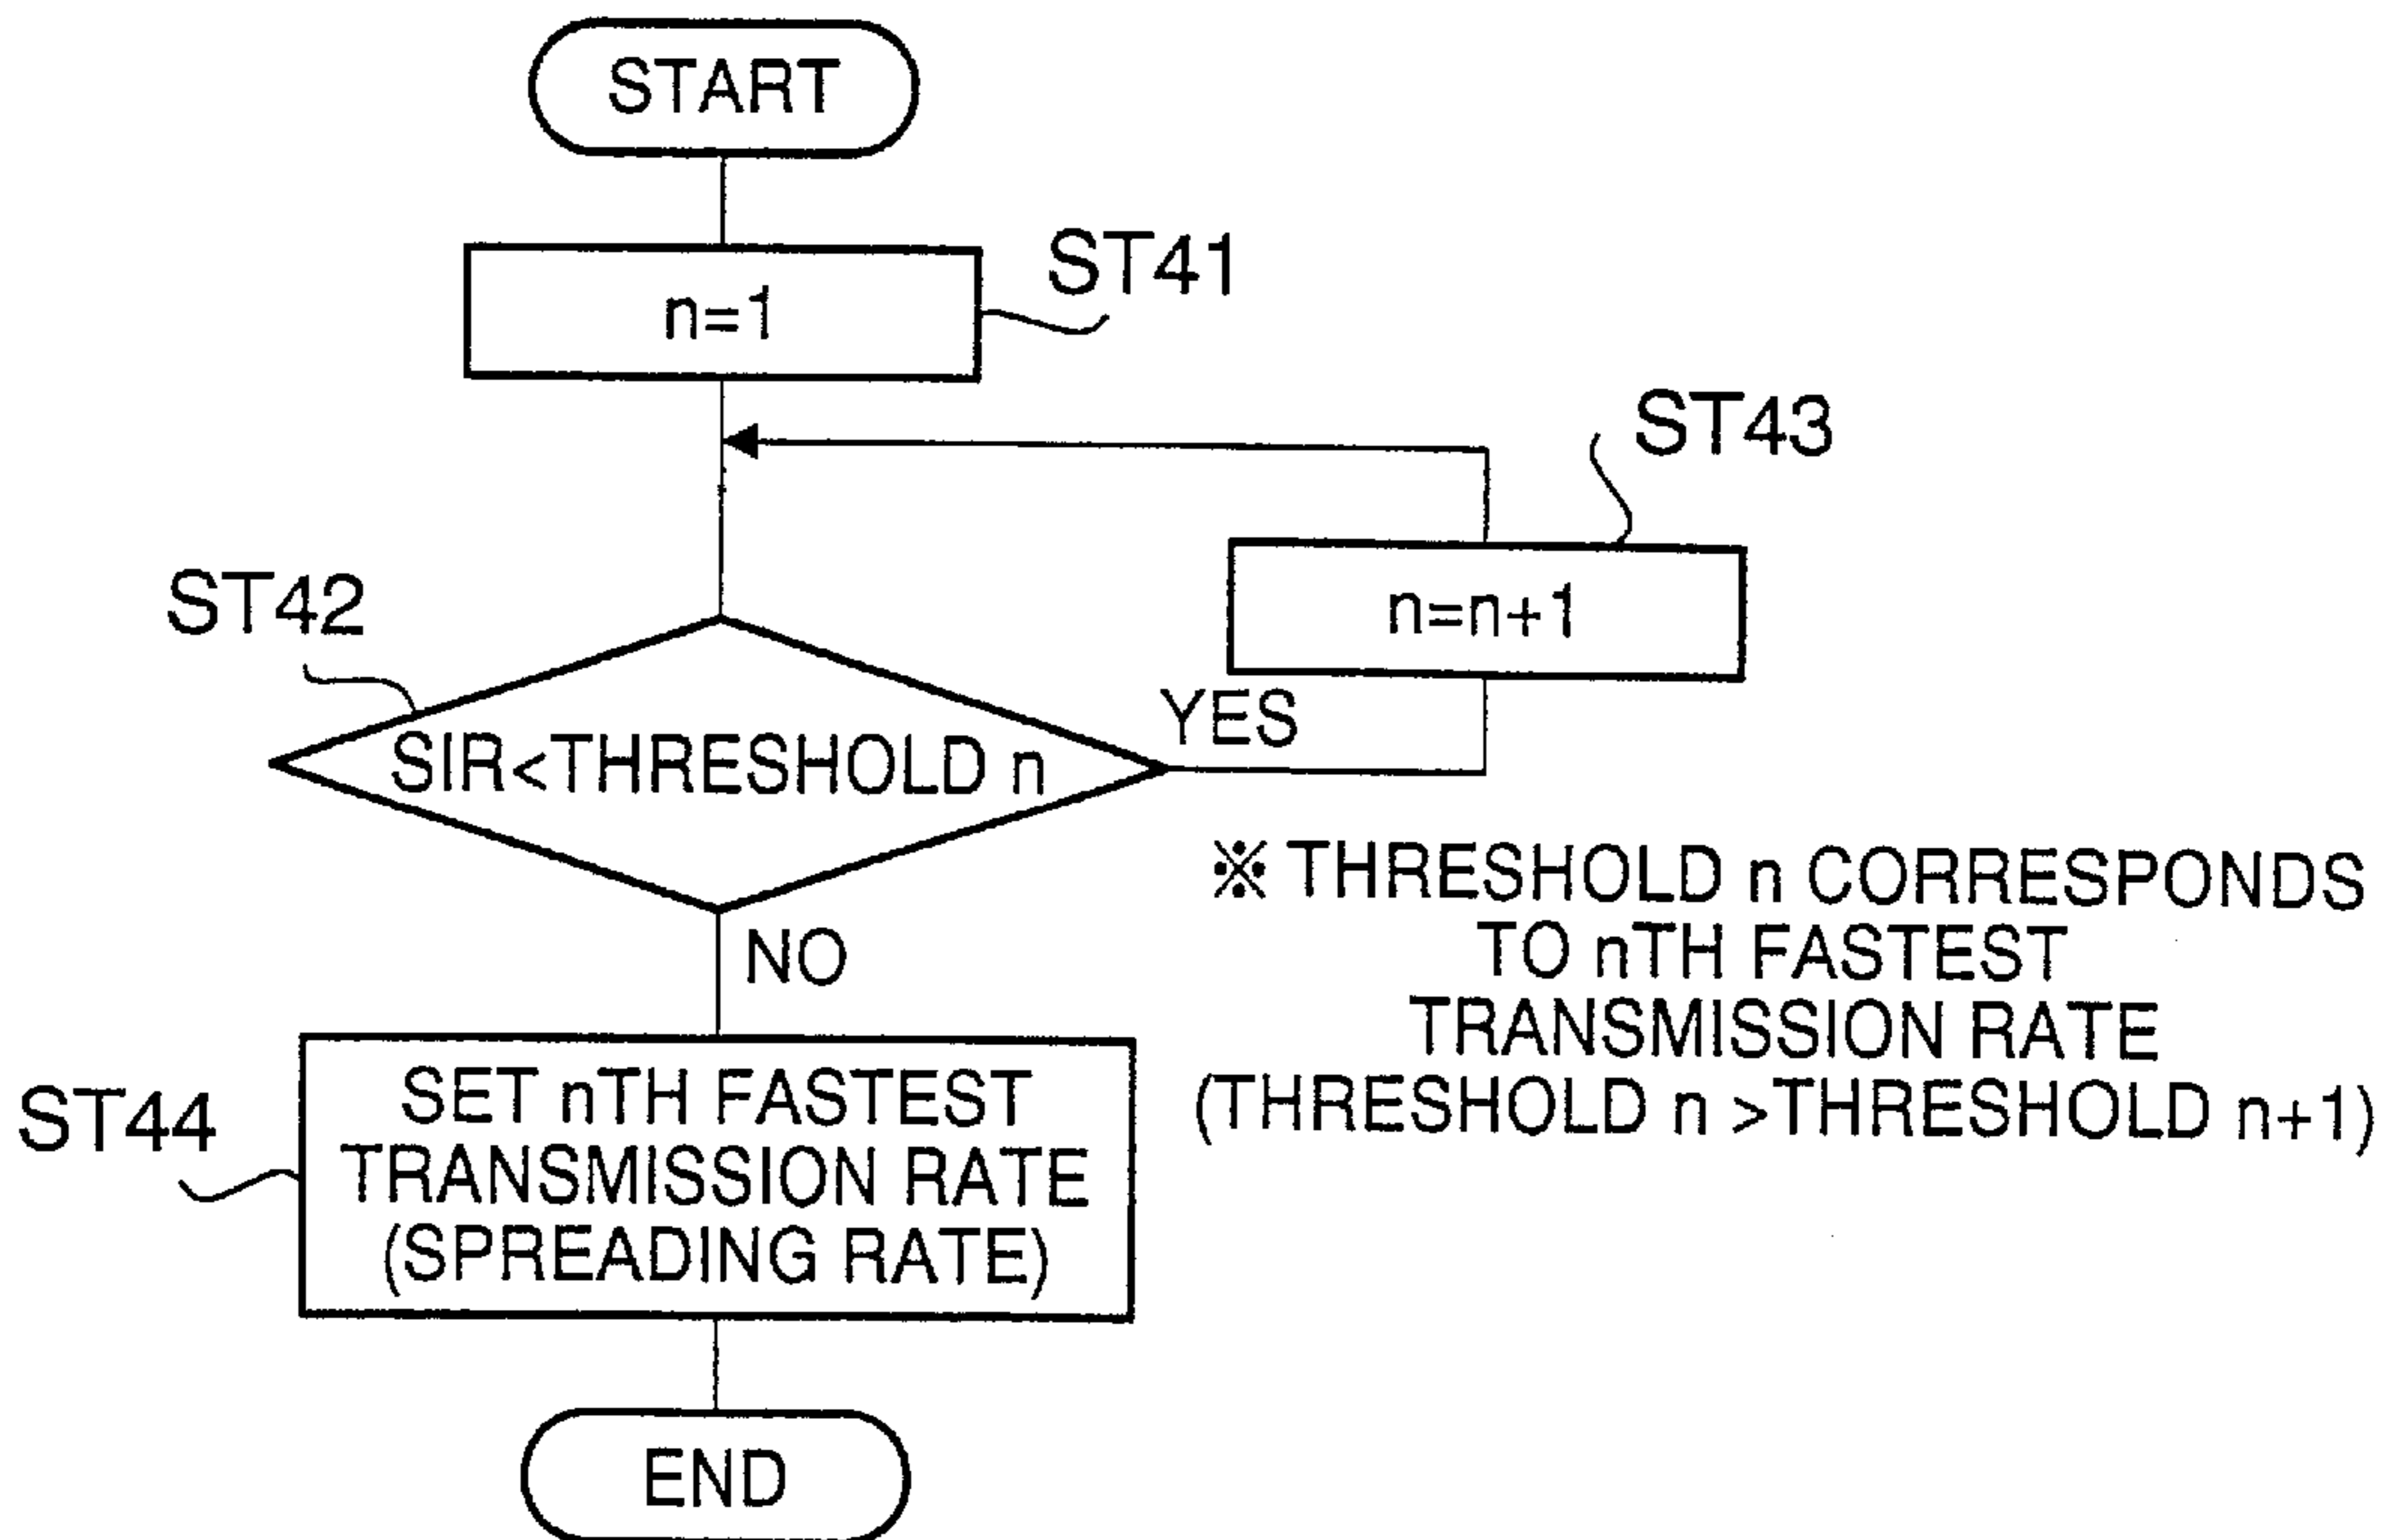 START
n=1
ST41
ST43
n=n+1
ST42
SIR<THRESHOLD n
YES
NO
※ THRESHOLD n CORRESPONDS
TO nTH FASTEST
TRANSMISSION RATE
(THRESHOLD n >THRESHOLD n+1)
ST44
SET nTH FASTEST
TRANSMISSION RATE
(SPREADING RATE)
END